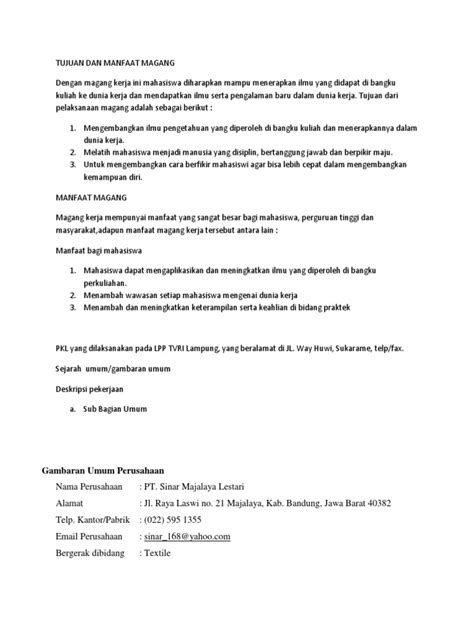 TUJUAN DAN MANFAAT MAGANG
Dengan magang kerja ini mahasiswa diharapkan mampu menerapkan ilmu yang didapat di bangku
kuliah ke dunia kerja dan mendapatkan ilmu serta pengalaman baru dalam dunia kerja. Tujuan dari
pelaksanaan magang adalah sebagai berikut :
1. Mengembangkan ilmu pengetahuan yang diperoleh di bangku kuliah dan menerapkannya dalam
dunia kerja.
2. Melatih mahasiswa menjadi manusia yang disiplin, bertanggung jawab dan berpikir maju.
3. Untuk mengembangkan cara berfikir mahasiswi agar bisa lebih cepat dalam mengembangkan
kemampuan diri.
MANFAAT MAGANG
Magang kerja mempunyai manfaat yang sangat besar bagi mahasiswa, perguruan tinggi dan
masyarakat,adapun manfaat magang kerja tersebut antara lain :
Manfaat bagi mahasiswa
1. Mahasiswa dapat mengaplikasikan dan meningkatkan ilmu yang diperoleh di bangku
perkuliahan.
2. Menambah wawasan setiap mahasiswa mengenai dunia kerja
3. Menambah dan meningkatkan keterampilan serta keahlian di bidang praktek
PKL yang dilaksanakan pada LPP TVRI Lampung, yang beralamat di JL. Way Huwi, Sukarame, telp/fax.
Sejarah umum/gambaran umum
Deskripsi pekerjaan
a. Sub Bagian Umum
Gambaran Umum Perusahaan
Nama Perusahaan : PT. Sinar Majalaya Lestari
Alamat : Jl. Raya Laswi no. 21 Majalaya, Kab. Bandung, Jawa Barat 40382
Telp. Kantor/Pabrik : (022) 595 1355
Email Perusahaan : sinar_168@yahoo.com
Bergerak dibidang : Textile